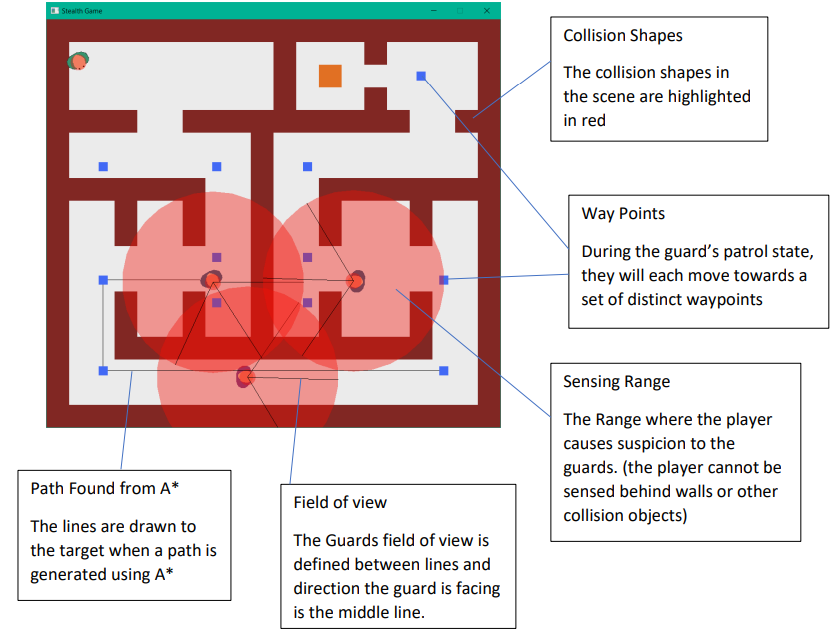 Stealth Game
Collision Shapes
The collision shapes in
the scene are highlighted
in red
Way Points
During the guard’s patrol state,
they will each move towards a
set of distinct waypoints
Sensing Range
The Range where the player
causes suspicion to the
guards. (the player cannot be
sensed behind walls or other
collision objects)
Path Found from A*
The lines are drawn to
the target when a path is
generated using A*
Field of view
The Guards field of view is
defined between lines and
direction the guard is facing
is the middle line.